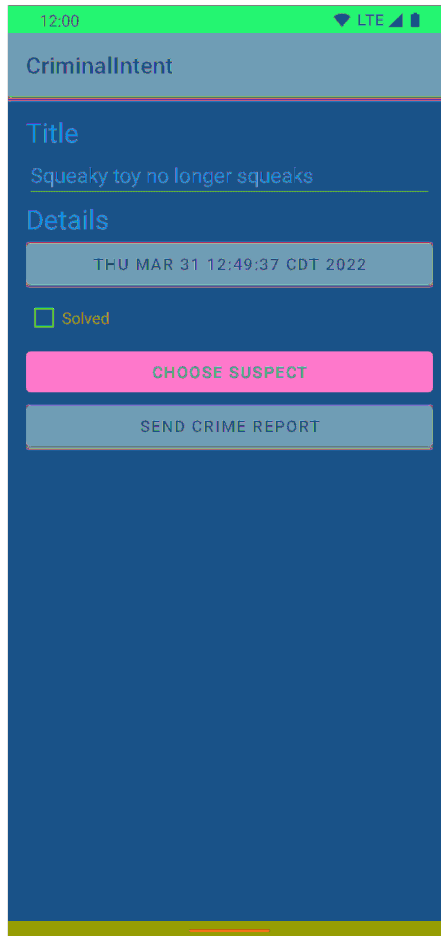 12:00 LTE
CriminalIntent
Title
Squeaky toy no longer squeaks
Details
THU MAR 31 12:49:37 CDT 2022
Solved
CHOOSE SUSPECT
SEND CRIME REPORT